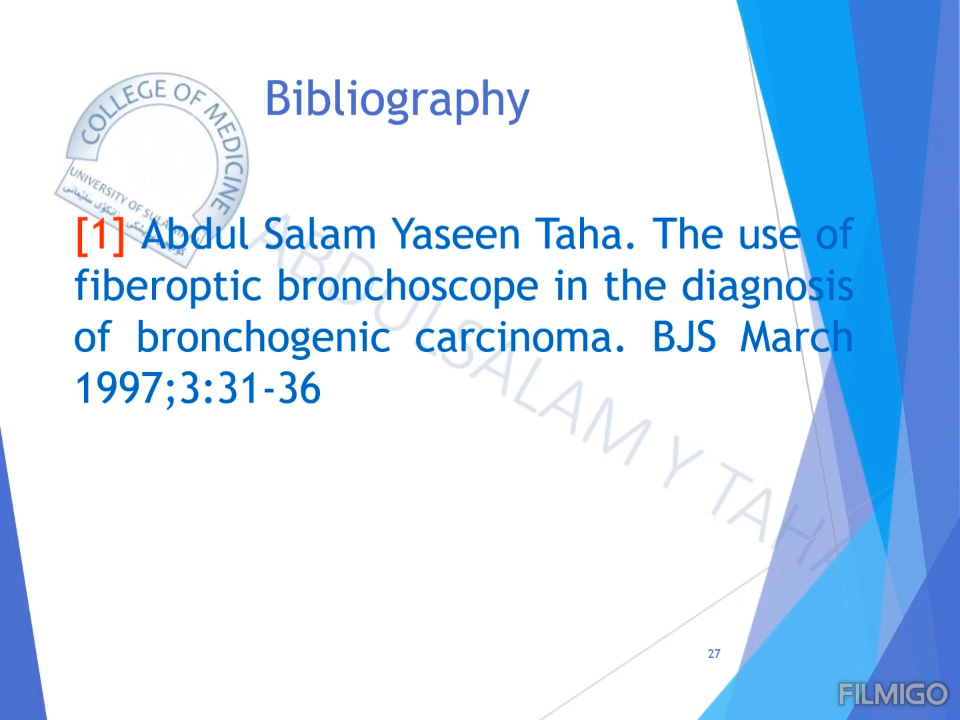 Bibliography
COLLEGE OF MEDICINE
UNIVERSITY OF
[1] Abdul Salam Yaseen Taha. The use of
fiberoptic bronchoscope in the diagnosis
of bronchogenic carcinoma. BJS March
1997;3:31-36
ABDULSALAM Y TAHA
27
FILMIGO